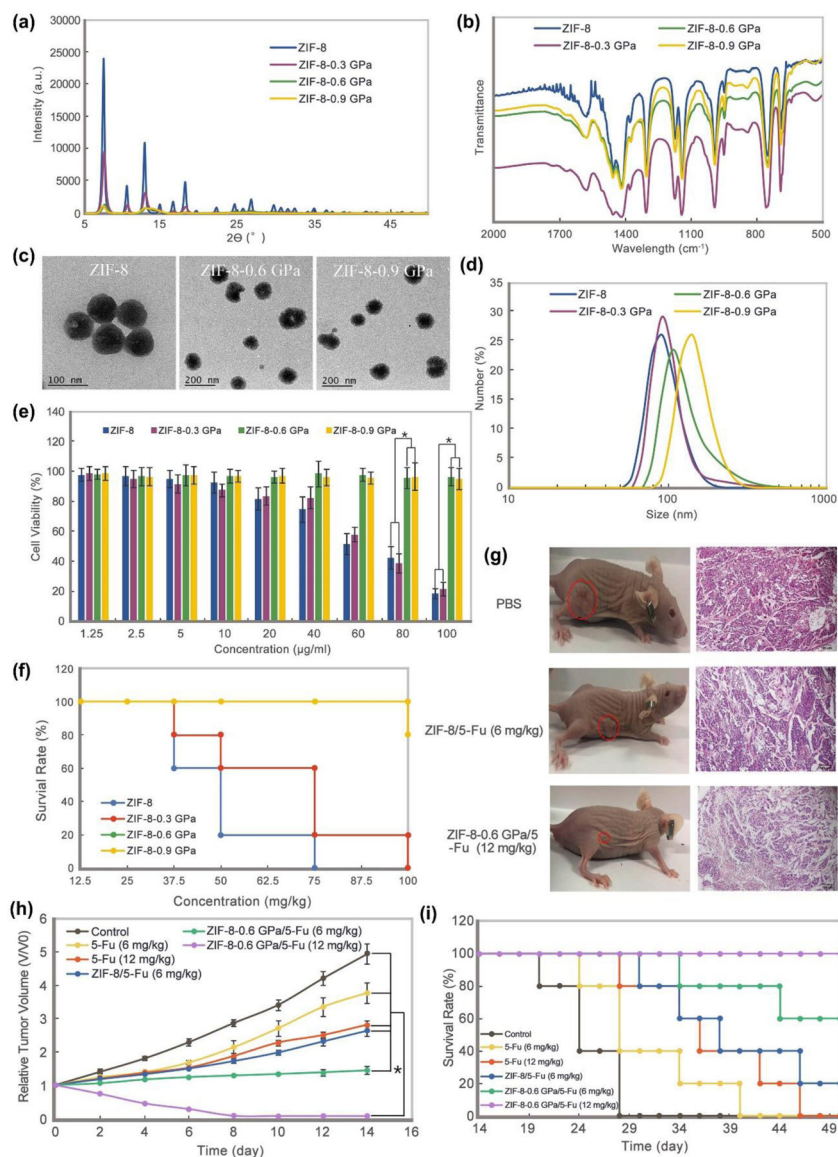 (a)
30000
25000
20000
15000
10000
5000
0
Intensity (a.u.)
ZIF-8
ZIF-8-0.3 GPa
ZIF-8-0.6 GPa
ZIF-8-0.9 GPa
5 15 25 35 45
2Θ (°)
(b)
ZIF-8 ZIF-8-0.6 GPa
ZIF-8-0.3 GPa ZIF-8-0.9 GPa
Transmittance
2000 1700 1400 1100 800 500
Wavelength (cm⁻¹)
(c)
ZIF-8 ZIF-8-0.6 GPa ZIF-8-0.9 GPa
100 nm 200 nm 200 nm
(d)
35
30
25
20
15
10
5
0
Number (%)
ZIF-8 ZIF-8-0.6 GPa
ZIF-8-0.3 GPa ZIF-8-0.9 GPa
10 100 1000
Size (nm)
(e)
140
120
100
80
60
40
20
0
Cell Viability (%)
ZIF-8 ZIF-8-0.3 GPa ZIF-8-0.6 GPa ZIF-8-0.9 GPa
* *
1.25 2.5 5 10 20 40 60 80 100
Concentration (μg/ml)
(f)
120
100
80
60
40
20
0
Survial Rate (%)
ZIF-8
ZIF-8-0.3 GPa
ZIF-8-0.6 GPa
ZIF-8-0.9 GPa
12.5 25 37.5 50 62.5 75 87.5 100
Concentration (mg/kg)
(g)
PBS
ZIF-8/5-Fu (6 mg/kg)
ZIF-8-0.6 GPa/5
-Fu (12 mg/kg)
(h)
6
5
4
3
2
1
0
Relative Tumor Volume (V/V0)
Control ZIF-8-0.6 GPa/5-Fu (6 mg/kg)
5-Fu (6 mg/kg) ZIF-8-0.6 GPa/5-Fu (12 mg/kg)
5-Fu (12 mg/kg)
ZIF-8/5-Fu (6 mg/kg)
*
0 2 4 6 8 10 12 14 16
Time (day)
(i)
120
100
80
60
40
20
0
Survival Rate (%)
Control
5-Fu (6 mg/kg)
5-Fu (12 mg/kg)
ZIF-8/5-Fu (6 mg/kg)
ZIF-8-0.6 GPa/5-Fu (6 mg/kg)
ZIF-8-0.6 GPa/5-Fu (12 mg/kg)
14 19 24 29 34 39 44 49
Time (day)